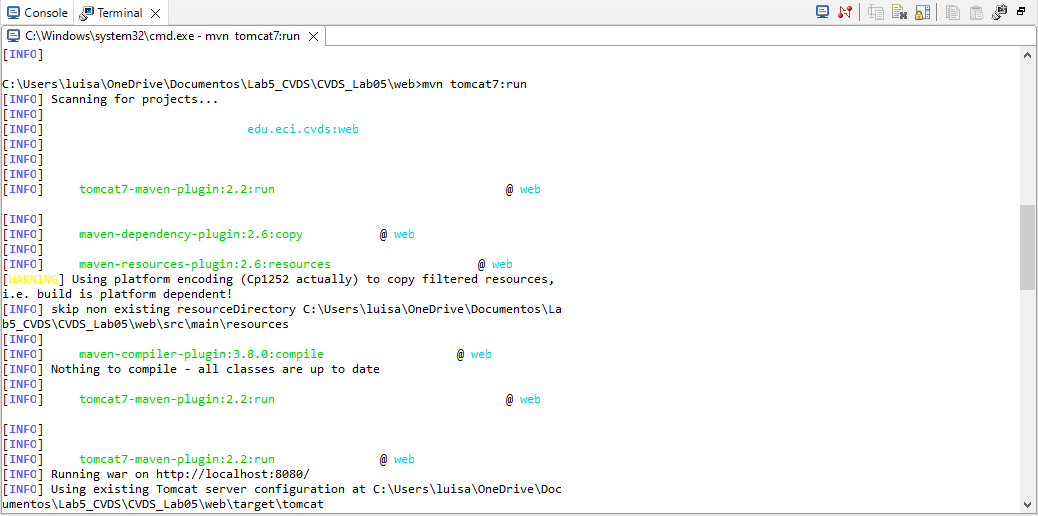 Console Terminal
C:\Windows\system32\cmd.exe - mvn tomcat7:run
[INFO]
C:\Users\luisa\OneDrive\Documentos\Lab5_CVDS\CVDS_Lab05\web>mvn tomcat7:run
[INFO] Scanning for projects...
[INFO]
[INFO] edu.eci.cvds:web
[INFO]
[INFO]
[INFO]
[INFO] tomcat7-maven-plugin:2.2:run @ web
[INFO]
[INFO] maven-dependency-plugin:2.6:copy @ web
[INFO]
[INFO] maven-resources-plugin:2.6:resources @ web
[WARNING] Using platform encoding (Cp1252 actually) to copy filtered resources,
i.e. build is platform dependent!
[INFO] skip non existing resourceDirectory C:\Users\luisa\OneDrive\Documentos\La
b5_CVDS\CVDS_Lab05\web\src\main\resources
[INFO]
[INFO] maven-compiler-plugin:3.8.0:compile @ web
[INFO] Nothing to compile - all classes are up to date
[INFO]
[INFO] tomcat7-maven-plugin:2.2:run @ web
[INFO]
[INFO]
[INFO] tomcat7-maven-plugin:2.2:run @ web
[INFO] Running war on http://localhost:8080/
[INFO] Using existing Tomcat server configuration at C:\Users\luisa\OneDrive\Doc
umentos\Lab5_CVDS\CVDS_Lab05\web\target\tomcat